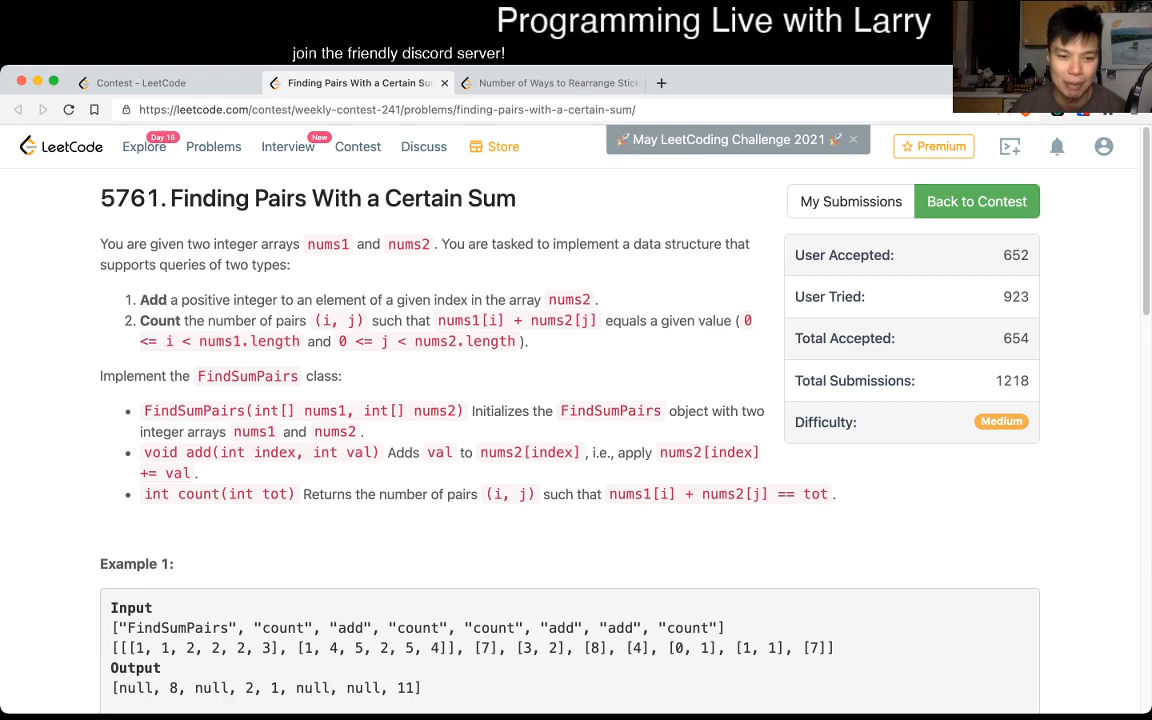 Programming Live with Larry
join the friendly discord server!
Contest - LeetCode
Finding Pairs With a Certain Sur
Number of Ways to Rearrange Stick
https://leetcode.com/contest/weekly-contest-241/problems/finding-pairs-with-a-certain-sum/
LeetCode
Explore
Day 15
Problems
Interview
New
Contest
Discuss
Store
🚀 May LeetCoding Challenge 2021 🚀
Premium
5761. Finding Pairs With a Certain Sum
My Submissions
Back to Contest
You are given two integer arrays nums1 and nums2 . You are tasked to implement a data structure that
supports queries of two types:
1. Add a positive integer to an element of a given index in the array nums2 .
2. Count the number of pairs (i, j) such that nums1[i] + nums2[j] equals a given value ( 0
<= i < nums1.length and 0 <= j < nums2.length ).
Implement the FindSumPairs class:
• FindSumPairs(int[] nums1, int[] nums2) Initializes the FindSumPairs object with two
integer arrays nums1 and nums2 .
• void add(int index, int val) Adds val to nums2[index] , i.e., apply nums2[index]
+= val .
• int count(int tot) Returns the number of pairs (i, j) such that nums1[i] + nums2[j] == tot .
User Accepted: 652
User Tried: 923
Total Accepted: 654
Total Submissions: 1218
Difficulty: Medium
Example 1:
Input
["FindSumPairs", "count", "add", "count", "count", "add", "add", "count"]
[[[1, 1, 2, 2, 2, 3], [1, 4, 5, 2, 5, 4]], [7], [3, 2], [8], [4], [0, 1], [1, 1], [7]]
Output
[null, 8, null, 2, 1, null, null, 11]